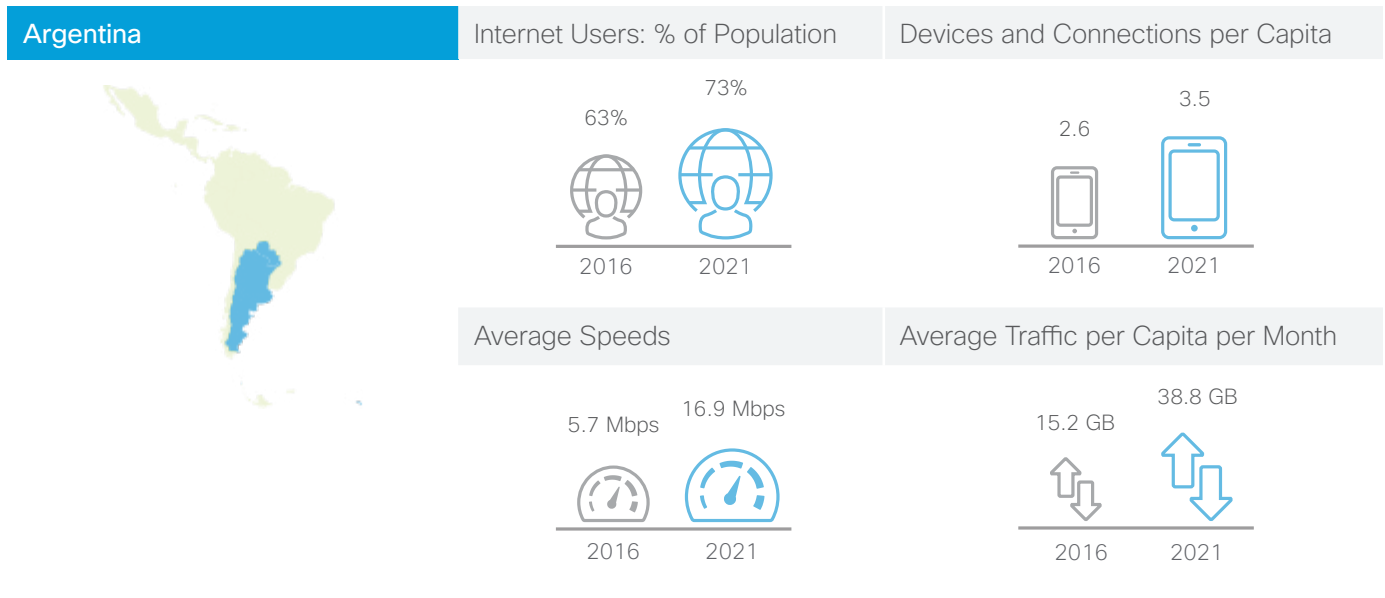 Argentina
Internet Users: % of Population
Devices and Connections per Capita
63%
73%
2016
2021
2.6
3.5
2016
2021
Average Speeds
Average Traffic per Capita per Month
5.7 Mbps
16.9 Mbps
2016
2021
15.2 GB
38.8 GB
2016
2021